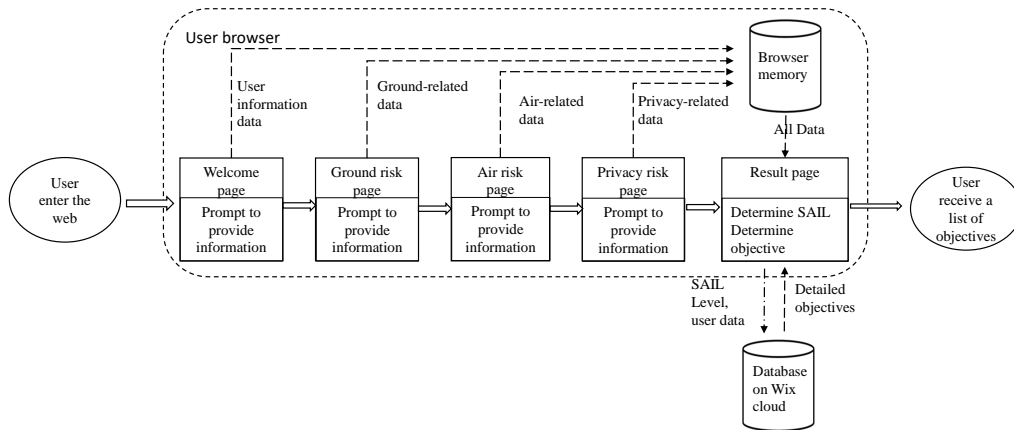 User browser
User
information
data
Ground-related
data
Air-related
data
Privacy-related
data
Browser
memory
All Data
User
enter the
web
Welcome
page
Prompt to
provide
information
Ground risk
page
Prompt to
provide
information
Air risk
page
Prompt to
provide
information
Privacy risk
page
Prompt to
provide
information
Result page
Determine SAIL
Determine
objective
User
receive a
list of
objectives
SAIL
Level,
user data
Detailed
objectives
Database
on Wix
cloud